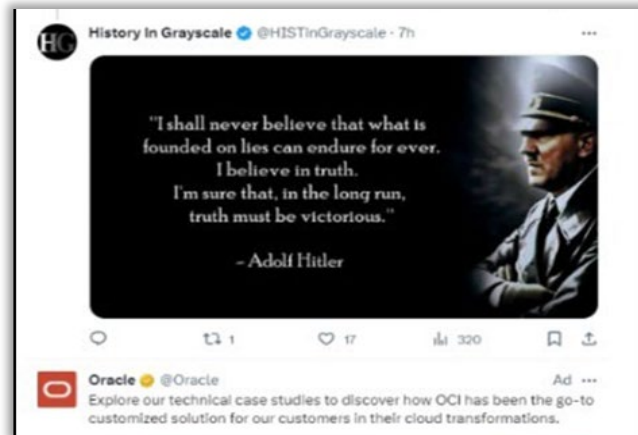 HG
History In Grayscale @HISTInGrayscale · 7h
"I shall never believe that what is
founded on lies can endure for ever.
I believe in truth.
I'm sure that, in the long run,
truth must be victorious."
- Adolf Hitler
1 17 320
Oracle @Oracle Ad
Explore our technical case studies to discover how OCI has been the go-to
customized solution for our customers in their cloud transformations.